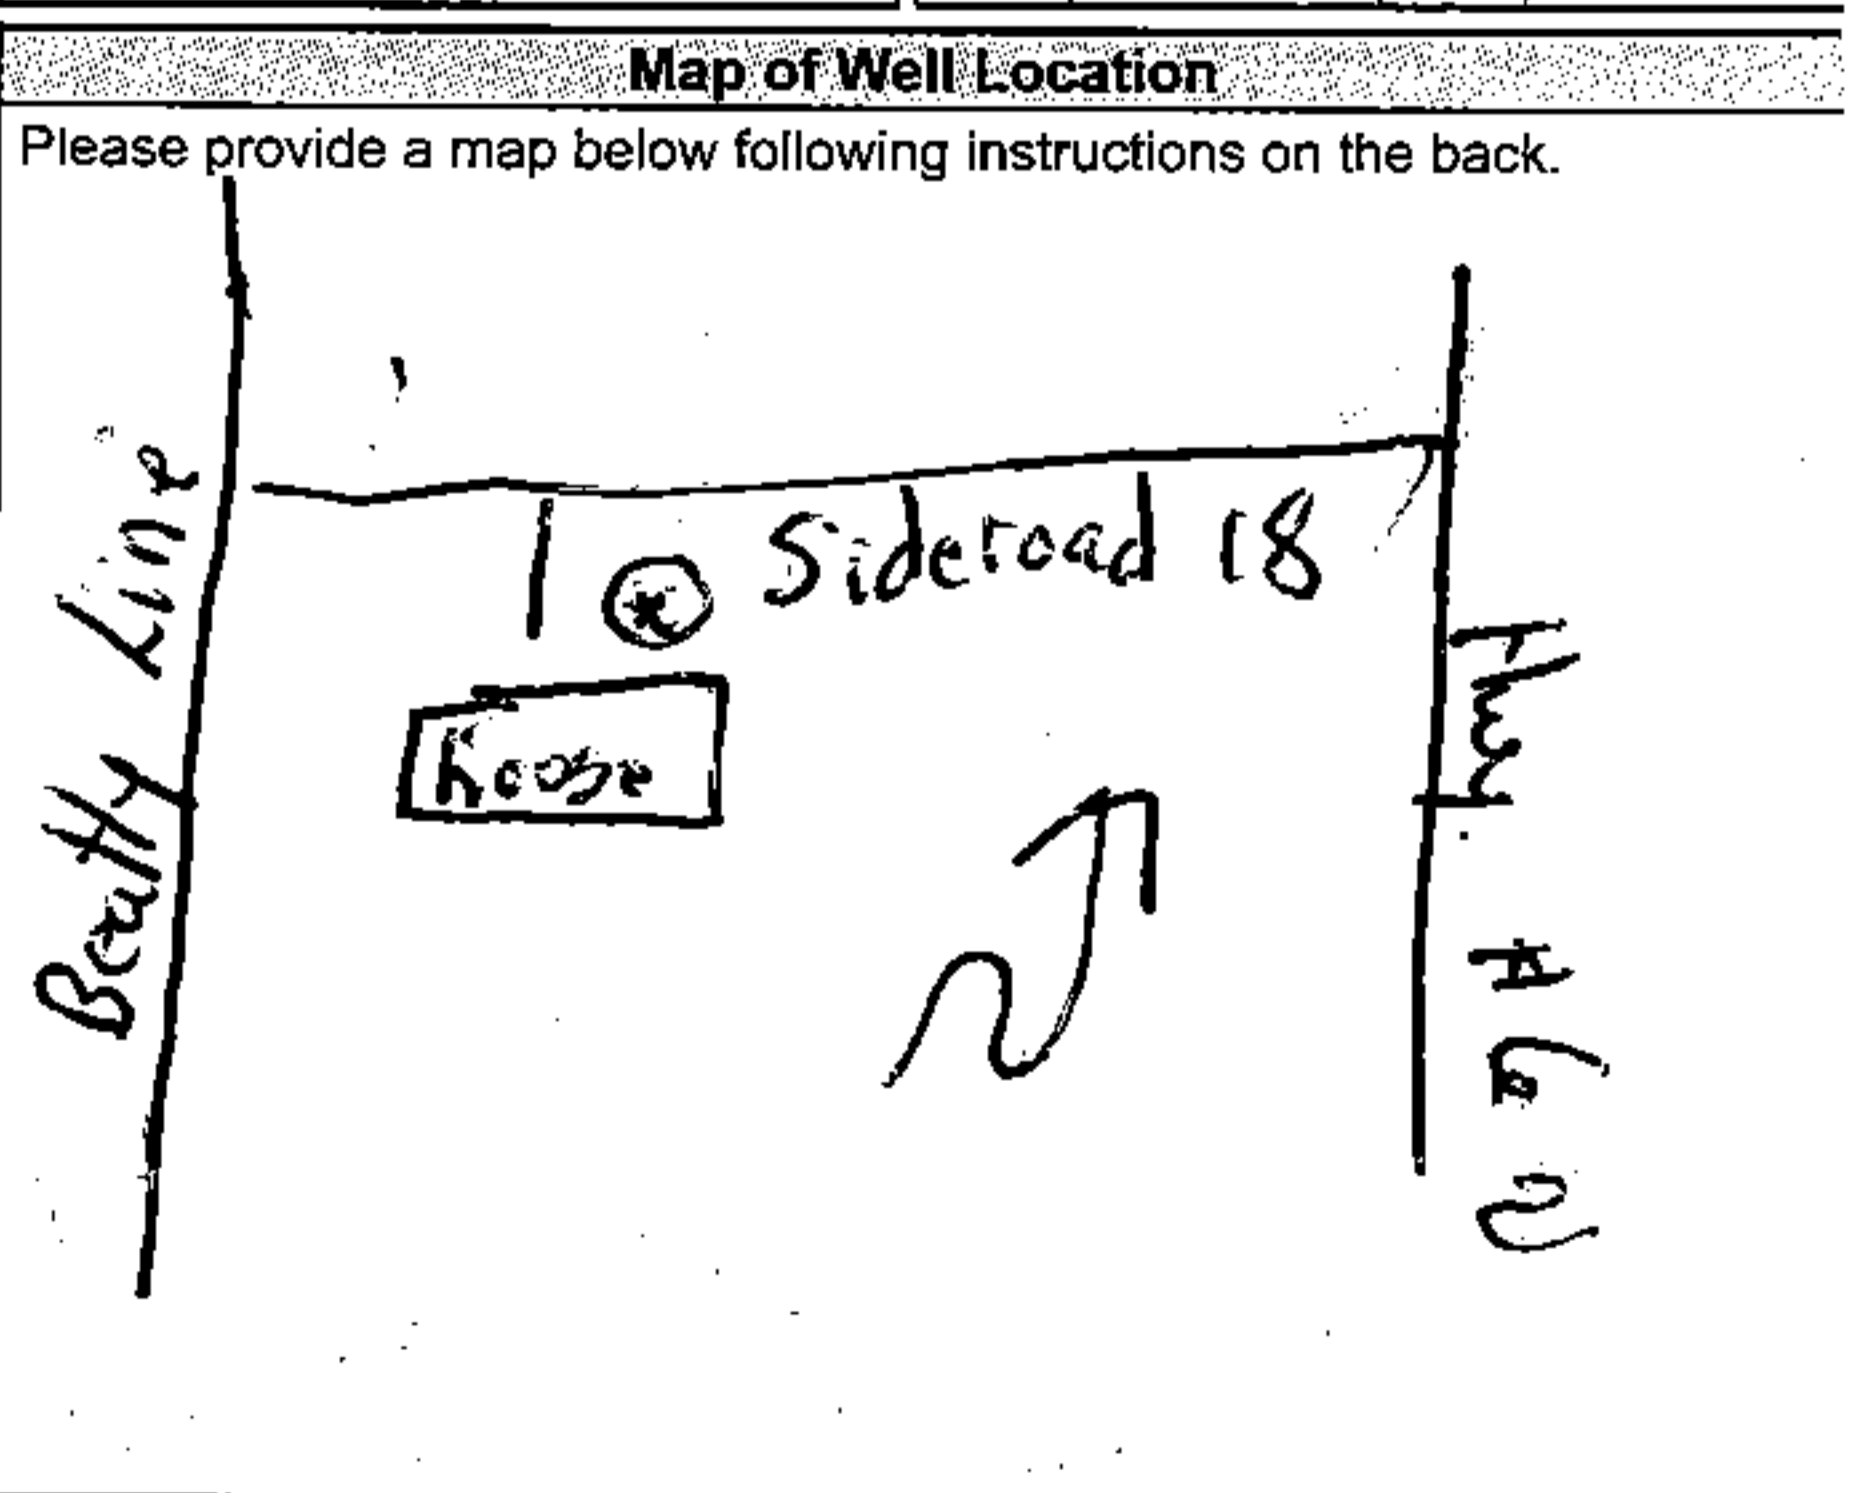 Map of Well Location
Please provide a map below following instructions on the back.
Beatty Line
Sideroad 18
House
# 6